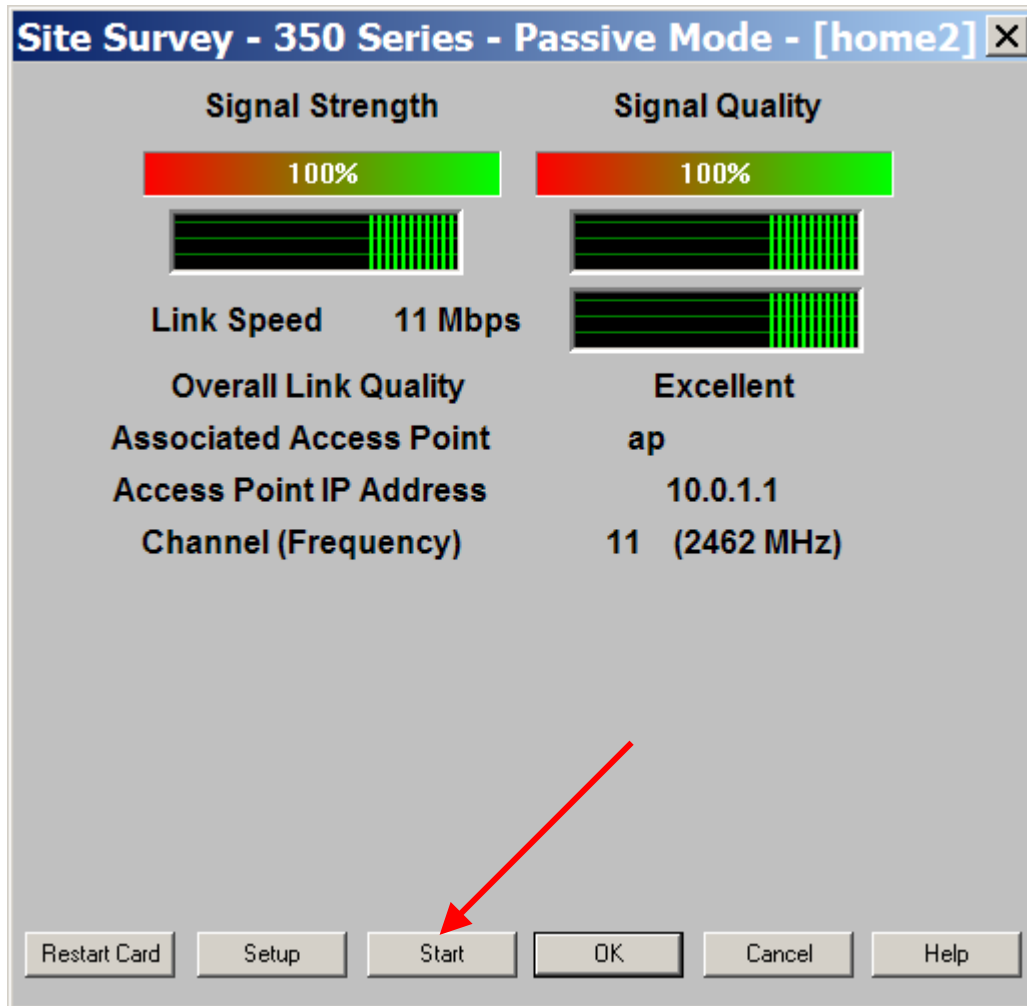 Site Survey - 350 Series - Passive Mode - [home2]
Signal Strength Signal Quality
100% 100%
Link Speed 11 Mbps
Overall Link Quality Excellent
Associated Access Point ap
Access Point IP Address 10.0.1.1
Channel (Frequency) 11 (2462 MHz)
Restart Card Setup Start OK Cancel Help